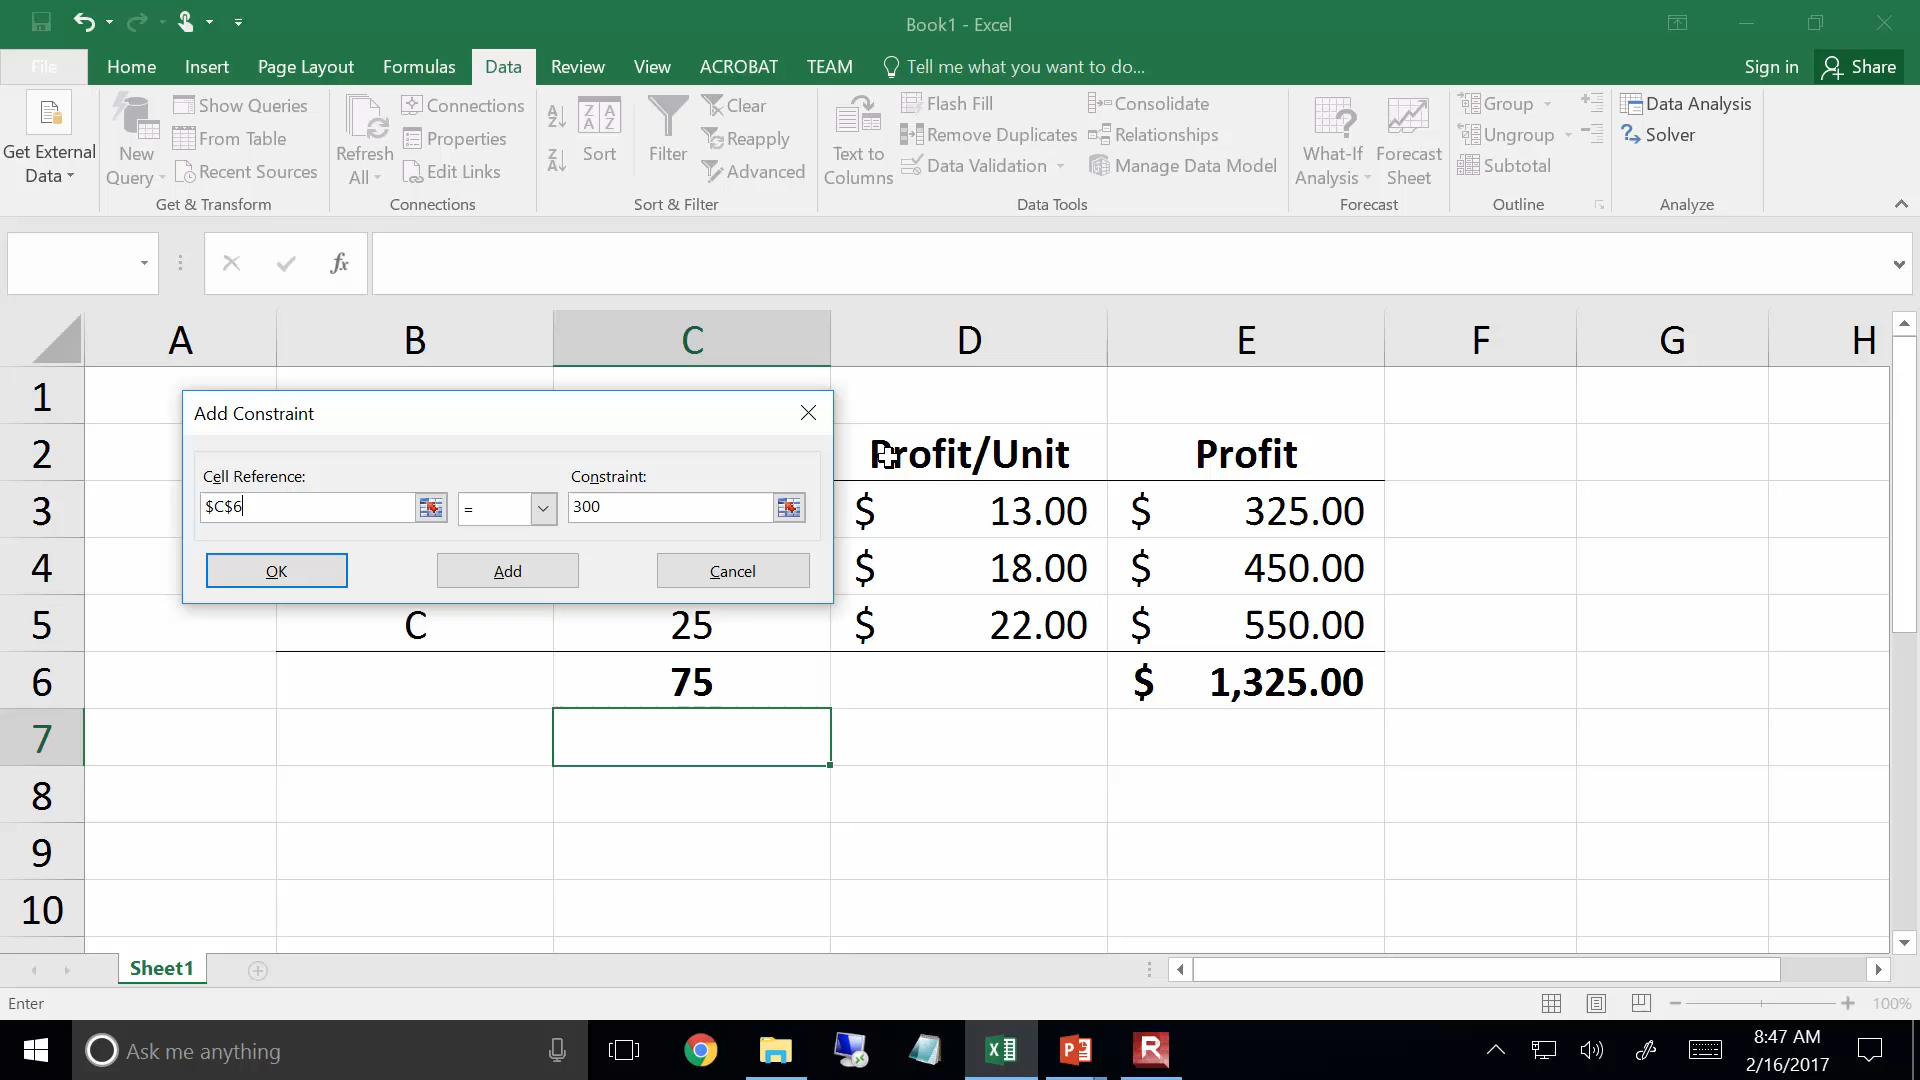 Book1 - Excel
File Home Insert Page Layout Formulas Data Review View ACROBAT TEAM Tell me what you want to do... Sign in Share
Get External Data
New Query
Show Queries
From Table
Recent Sources
Get & Transform
Refresh All
Connections
Properties
Edit Links
Connections
Sort
Filter
Clear
Reapply
Advanced
Sort & Filter
Text to Columns
Flash Fill
Remove Duplicates
Data Validation
Consolidate
Relationships
Manage Data Model
Data Tools
What-If Analysis
Forecast Sheet
Forecast
Group
Ungroup
Subtotal
Outline
Data Analysis
Solver
Analyze
fx
A B C D E F G H
1
2 Profit/Unit Profit
3 $ 13.00 $ 325.00
4 $ 18.00 $ 450.00
5 C 25 $ 22.00 $ 550.00
6 75 $ 1,325.00
7
8
9
10
Add Constraint
Cell Reference: Constraint:
$C$6 = 300
OK Add Cancel
Sheet1
Enter 100%
Ask me anything
8:47 AM
2/16/2017